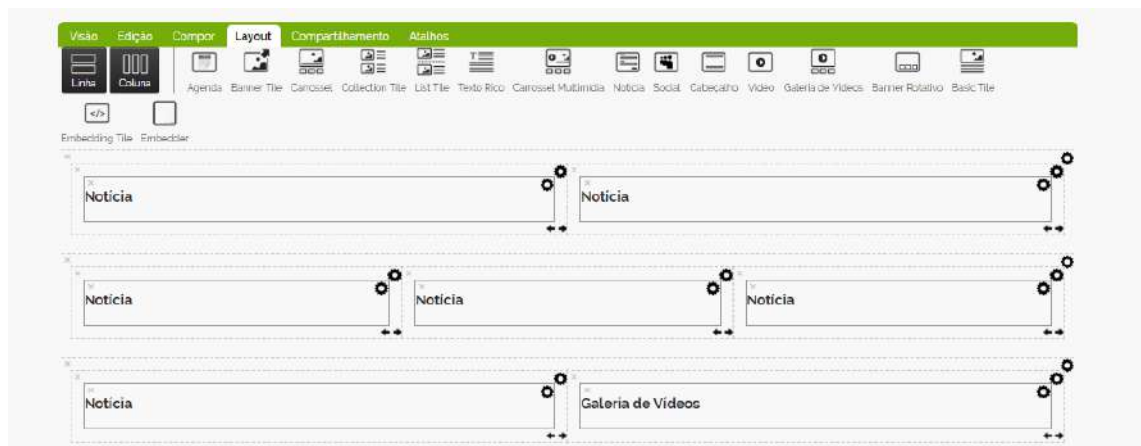 Visão Edição Compor Layout Compartilhamento Atalhos
Linha Coluna Agenda Banner Tile Carrossel Collection Tile List Tile Texto Rico Carrossel Multimídia Notícia Social Cabeçalho Vídeo Galeria de Vídeos Banner Rotativo Basic Tile
Embedding Tile Embedder
Notícia Notícia
Notícia Notícia Notícia
Notícia Galeria de Vídeos